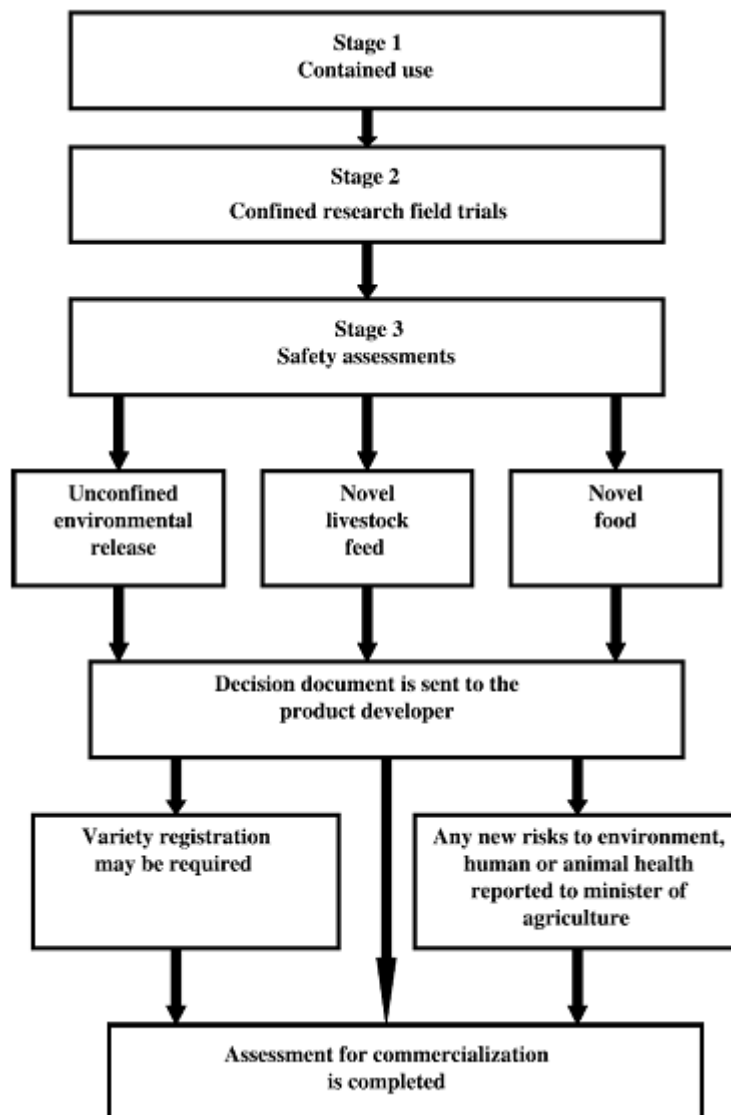 Stage 1
Contained use
Stage 2
Confined research field trials
Stage 3
Safety assessments
Unconfined
environmental
release
Novel
livestock
feed
Novel
food
Decision document is sent to the
product developer
Variety registration
may be required
Any new risks to environment,
human or animal health
reported to minister of
agriculture
Assessment for commercialization
is completed